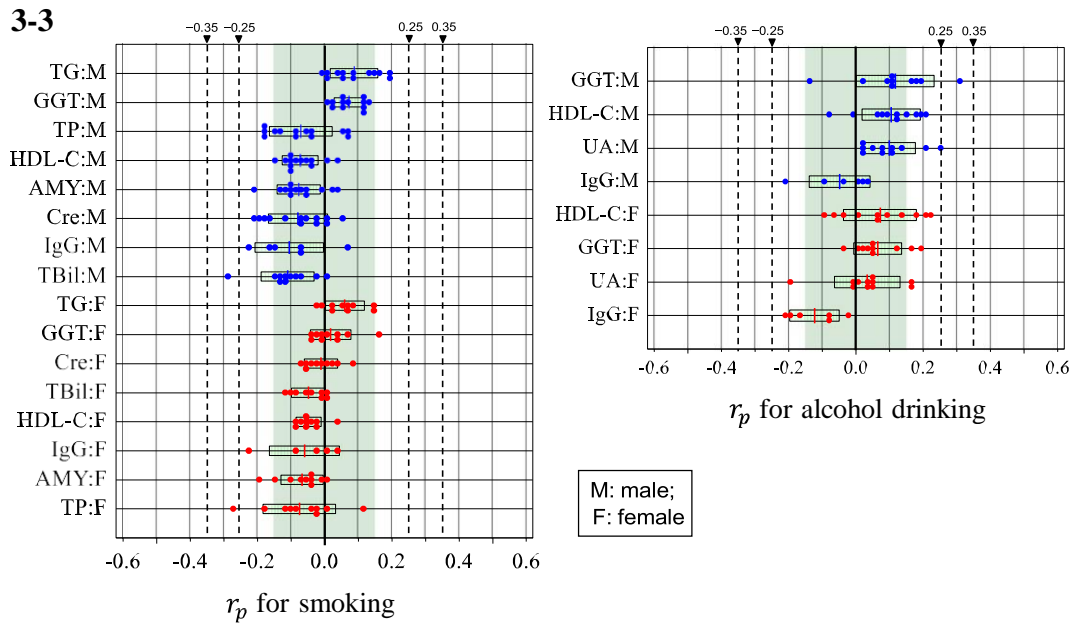 3-3
−0.35 −0.25 0.25 0.35
TG:M
GGT:M
TP:M
HDL-C:M
AMY:M
Cre:M
IgG:M
TBil:M
TG:F
GGT:F
Cre:F
TBil:F
HDL-C:F
IgG:F
AMY:F
TP:F
-0.6 -0.4 -0.2 0.0 0.2 0.4 0.6
rₚ for smoking
−0.35 −0.25 0.25 0.35
GGT:M
HDL-C:M
UA:M
IgG:M
HDL-C:F
GGT:F
UA:F
IgG:F
-0.6 -0.4 -0.2 0.0 0.2 0.4 0.6
rₚ for alcohol drinking
M: male;
F: female